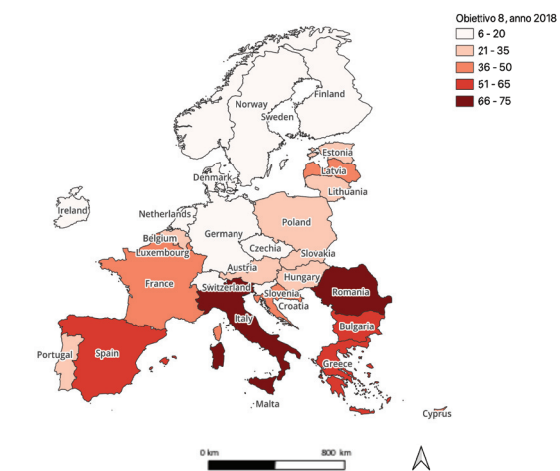 Obiettivo 8, anno 2018
6 - 20
21 - 35
36 - 50
51 - 65
66 - 75
Finland
Norway
Sweden
Estonia
Latvia
Denmark
Lithuania
Ireland
Netherlands
Poland
Germany
Belgium
Czechia
Luxembourg
Slovakia
Austria
Hungary
France
Switzerland
Slovenia
Romania
Croatia
Italy
Bulgaria
Portugal
Spain
Greece
Malta
Cyprus
0 km 800 km